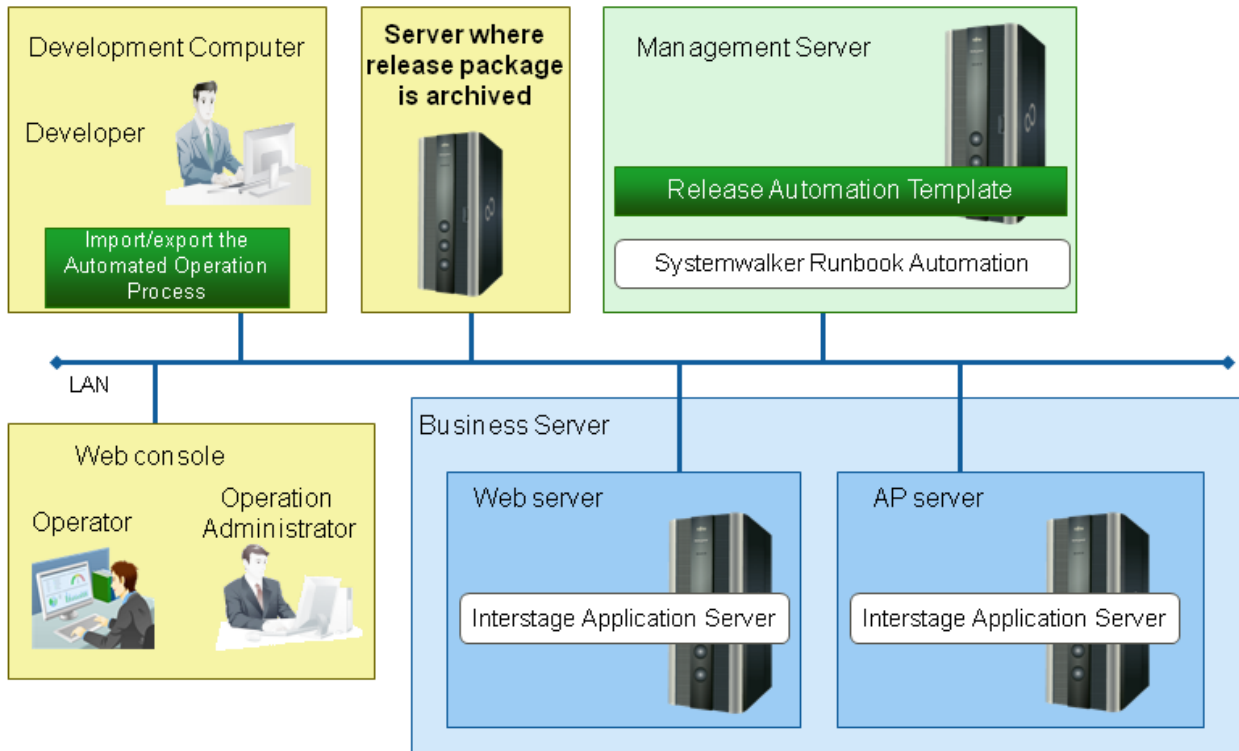 Development Computer
Developer
Import/export the
Automated Operation
Process
Server where
release package
is archived
Management Server
Release Automation Template
Systemwalker Runbook Automation
LAN
Web console
Operator
Operation
Administrator
Business Server
Web server
Interstage Application Server
AP server
Interstage Application Server